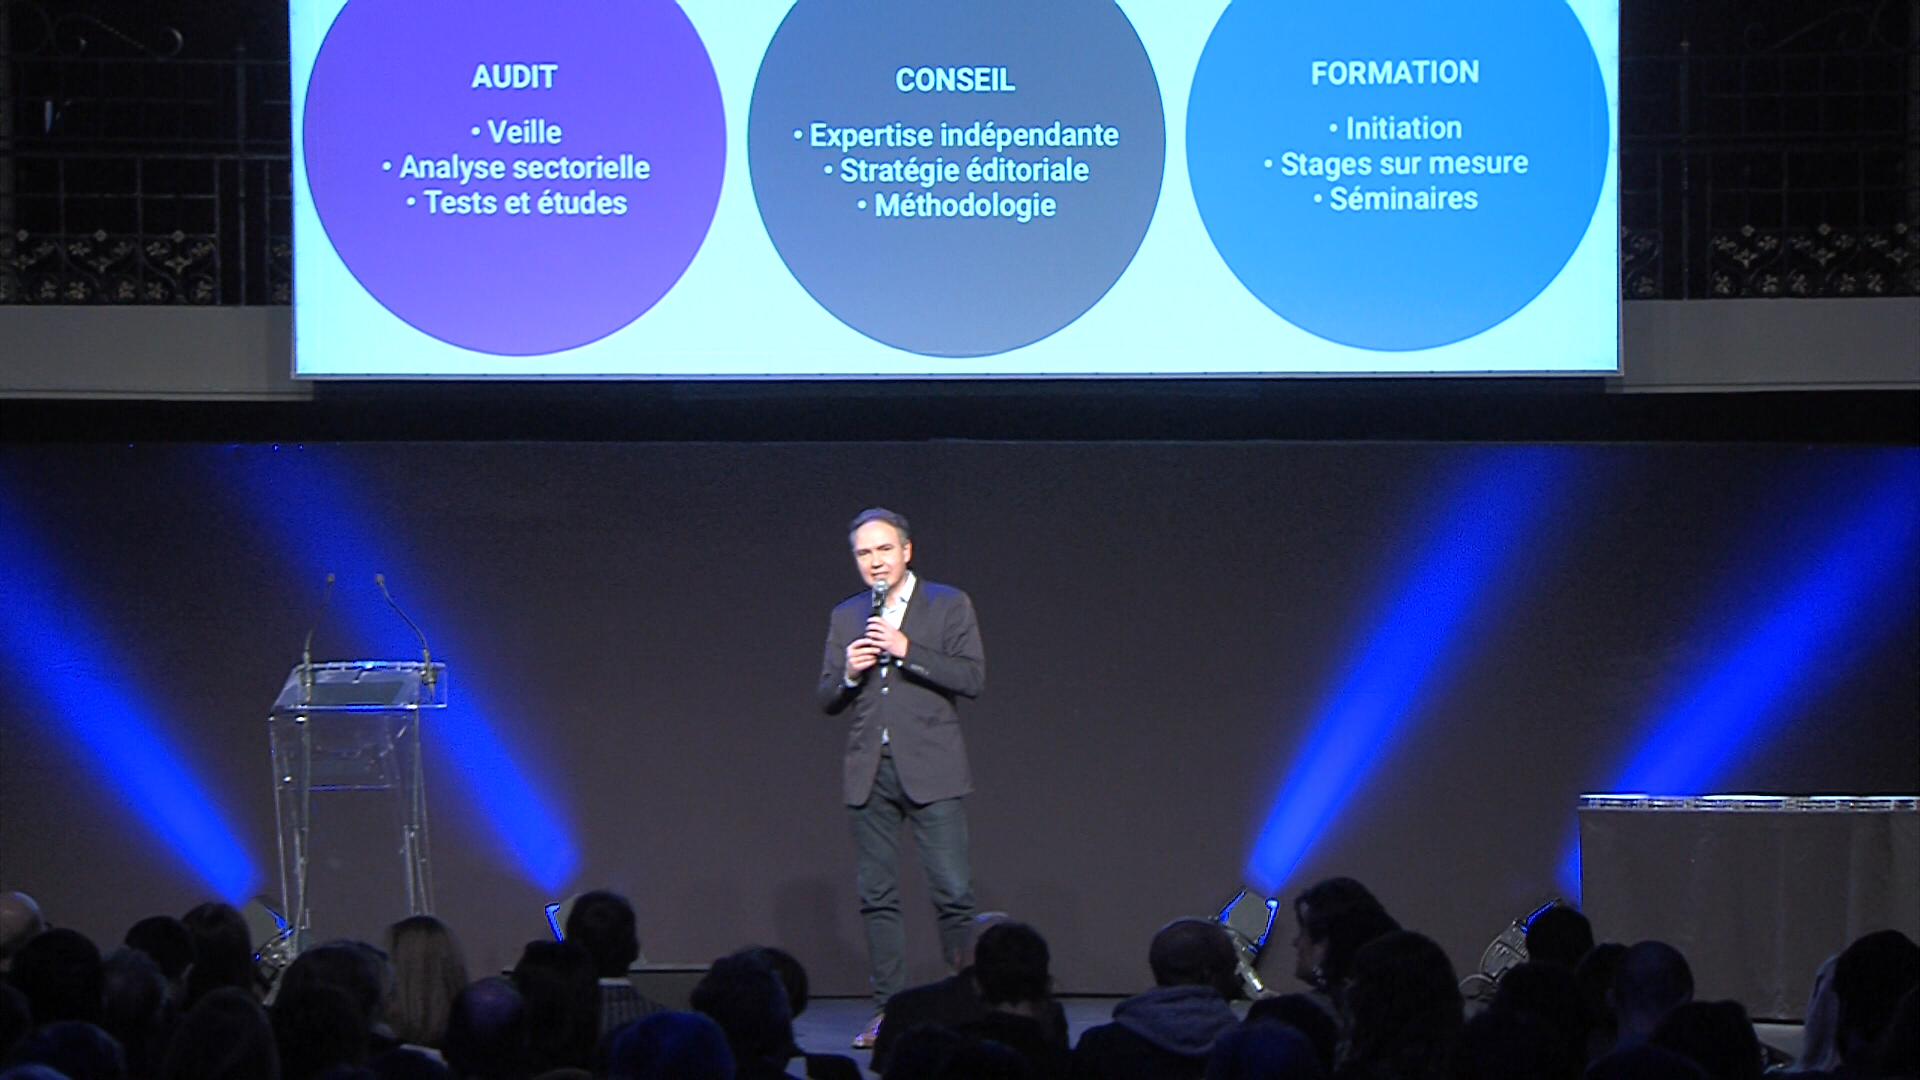 AUDIT
• Veille
• Analyse sectorielle
• Tests et études
CONSEIL
• Expertise indépendante
• Stratégie éditoriale
• Méthodologie
FORMATION
• Initiation
• Stages sur mesure
• Séminaires